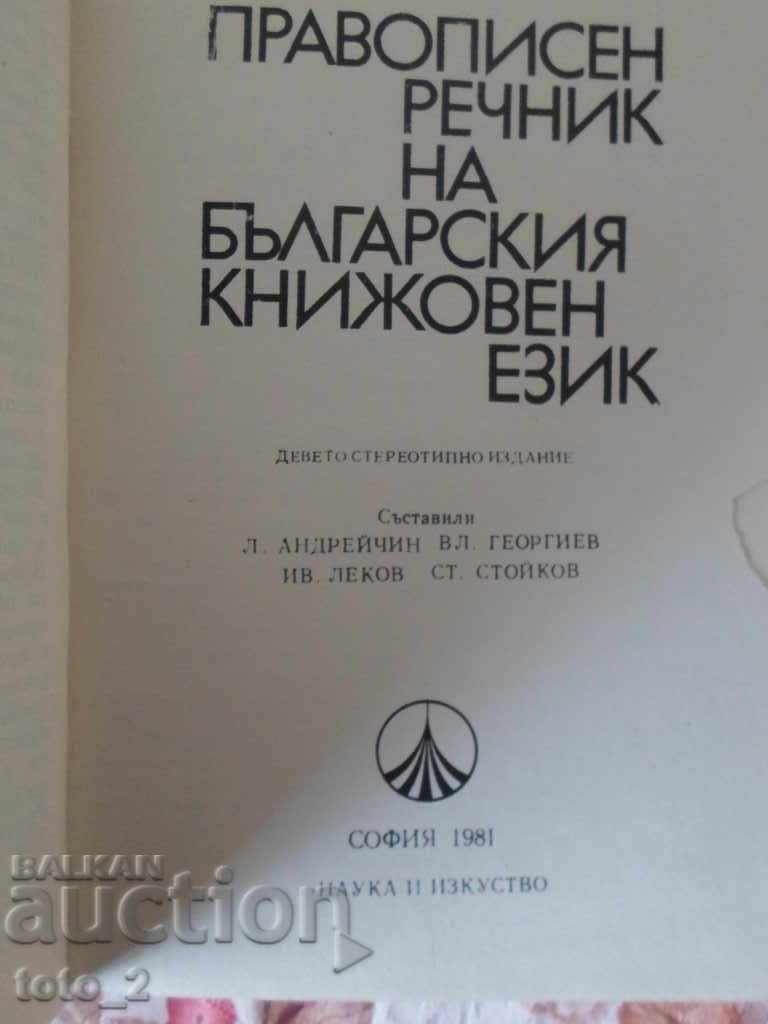 ПРАВОПИСЕН
РЕЧНИК
НА
БЪЛГАРСКИЯ
КНИЖОВЕН
ЕЗИК
ДЕВЕТО СТЕРЕОТИПНО ИЗДАНИЕ
Съставили
Л. АНДРЕЙЧИН ВЛ. ГЕОРГИЕВ
ИВ. ЛЕКОВ СТ. СТОЙКОВ
СОФИЯ 1981
НАУКА И ИЗКУСТВО
BALKAN
auction
toto_2